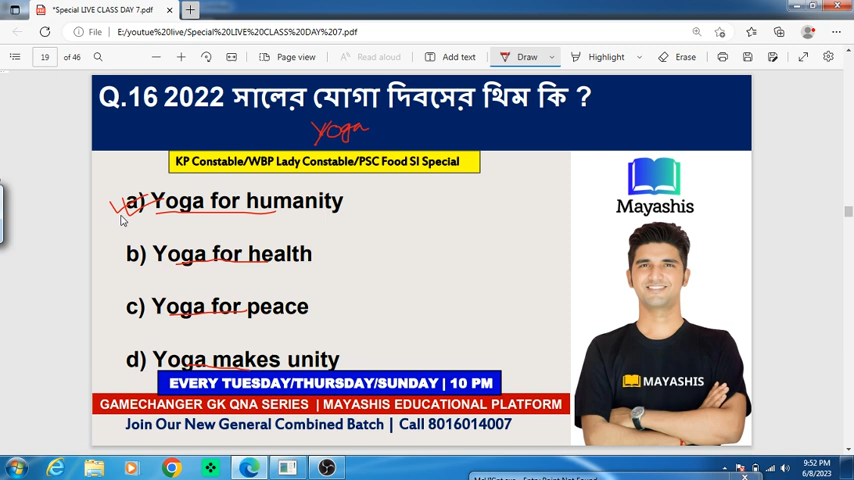 *Special LIVE CLASS DAY 7.pdf
File
E:/youtue%20live/Special%20LIVE%20CLASS%20DAY%207.pdf
19 of 46
Page view
Read aloud
Add text
Draw
Highlight
Erase
Q.16 2022 সালের যোগা দিবসের থিম কি ?
Yoga
KP Constable/WBP Lady Constable/PSC Food SI Special
a) Yoga for humanity
b) Yoga for health
c) Yoga for peace
d) Yoga makes unity
Mayashis
MAYASHIS
EVERY TUESDAY/THURSDAY/SUNDAY | 10 PM
GAMECHANGER GK QNA SERIES | MAYASHIS EDUCATIONAL PLATFORM
Join Our New General Combined Batch | Call 8016014007
9:52 PM
6/8/2023